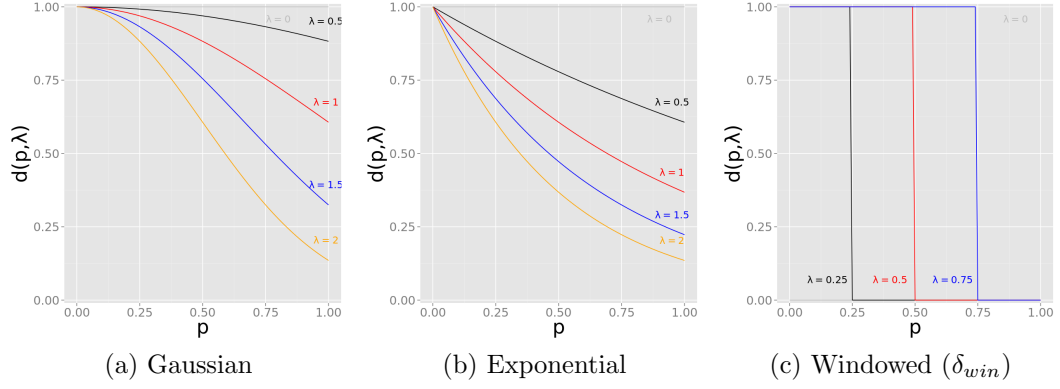 1.00
0.75
0.50
0.25
0.00
d(p,λ)
λ = 0
λ = 0.5
λ = 1
λ = 1.5
λ = 2
0.00 0.25 0.50 0.75 1.00
p
(a) Gaussian
1.00
0.75
0.50
0.25
0.00
d(p,λ)
λ = 0
λ = 0.5
λ = 1
λ = 1.5
λ = 2
0.00 0.25 0.50 0.75 1.00
p
(b) Exponential
1.00
0.75
0.50
0.25
0.00
d(p,λ)
λ = 0
λ = 0.25 λ = 0.5 λ = 0.75
0.00 0.25 0.50 0.75 1.00
p
(c) Windowed (δwin)